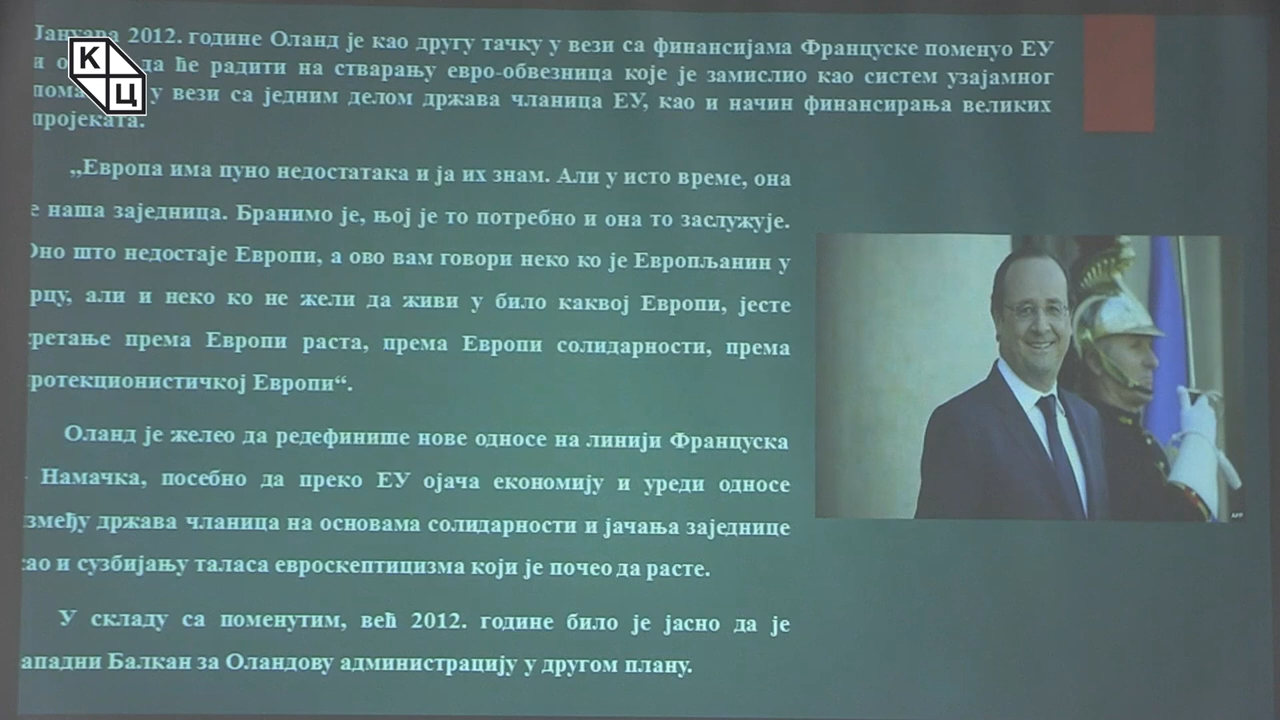 Јануара 2012. године Оланд је као другу тачку у вези са финансијама Француске поменуо ЕУ
да ће радити на стварању евро-обвезница које је замислио као систем узајамног
у вези са једним делом држава чланица ЕУ, као и начин финансирања великих
пројеката.
„Европа има пуно недостатака и ја их знам. Али у исто време, она
е наша заједница. Бранимо је, њој је то потребно и она то заслужује.
Оно што недостаје Европи, а ово вам говори неко ко је Европљанин у
рцу, али и неко ко не жели да живи у било каквој Европи, јесте
кретање према Европи раста, према Европи солидарности, према
протекционистичкој Европи“.
Оланд је желео да редефинише нове односе на линији Француска
- Намачка, посебно да преко ЕУ ојача економију и уреди односе
између држава чланица на основама солидарности и јачања заједнице
као и сузбијању таласа евроскептицизма који је почео да расте.
У складу са поменутим, већ 2012. године било је јасно да је
ападни Балкан за Оландову администрацију у другом плану.
К
Ц
AFP